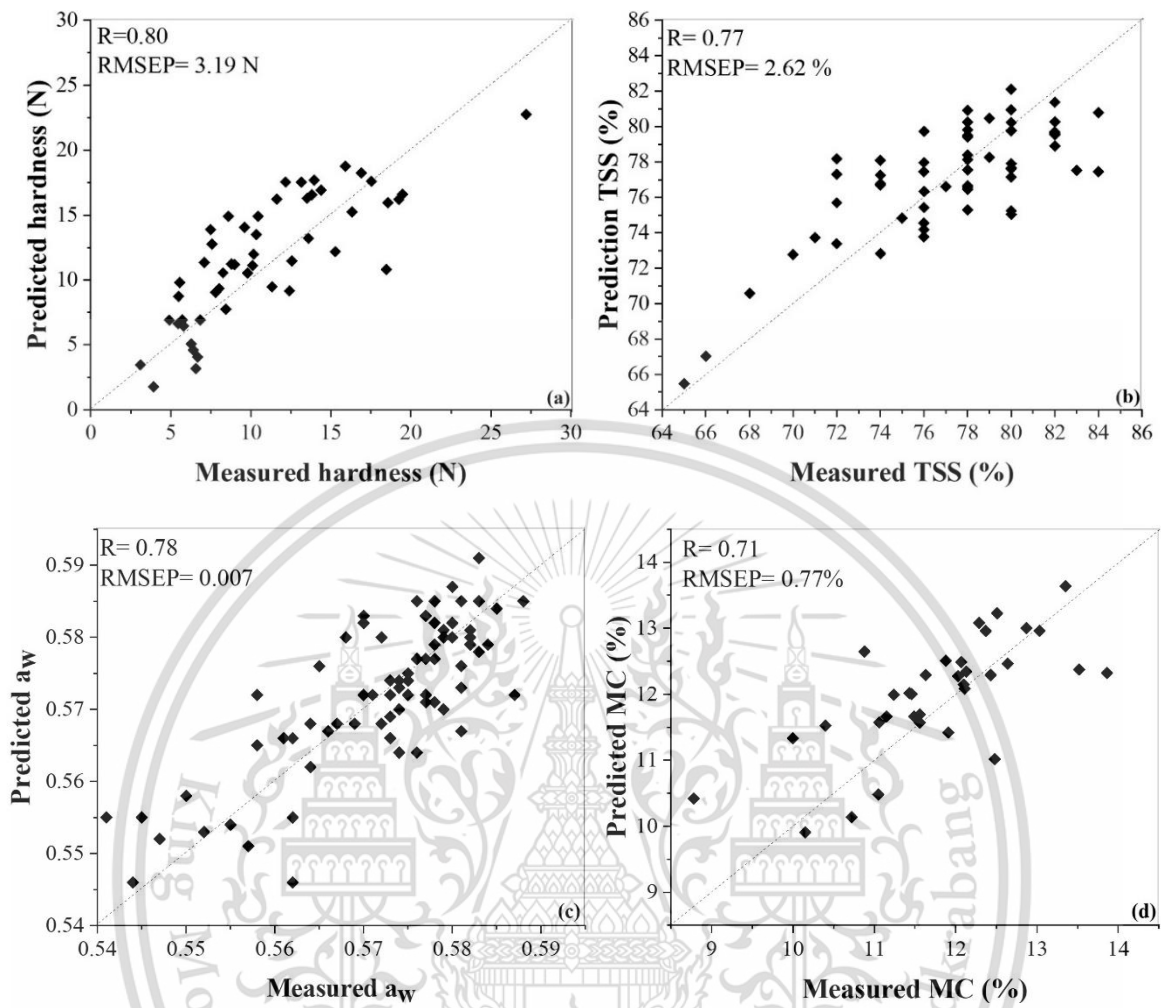 R=0.80
RMSEP= 3.19 N
30
25
20
15
10
5
0
Predicted hardness (N)
(a)
0 5 10 15 20 25 30
Measured hardness (N)
R= 0.77
RMSEP= 2.62 %
86
84
82
80
78
76
74
72
70
68
66
64
Prediction TSS (%)
(b)
64 66 68 70 72 74 76 78 80 82 84 86
Measured TSS (%)
R= 0.78
RMSEP= 0.007
0.59
0.58
0.57
0.56
0.55
0.54
Predicted aw
(c)
0.54 0.55 0.56 0.57 0.58 0.59
Measured aw
R= 0.71
RMSEP= 0.77%
14
13
12
11
10
9
Predicted MC (%)
(d)
9 10 11 12 13 14
Measured MC (%)
King
Mon
kabang